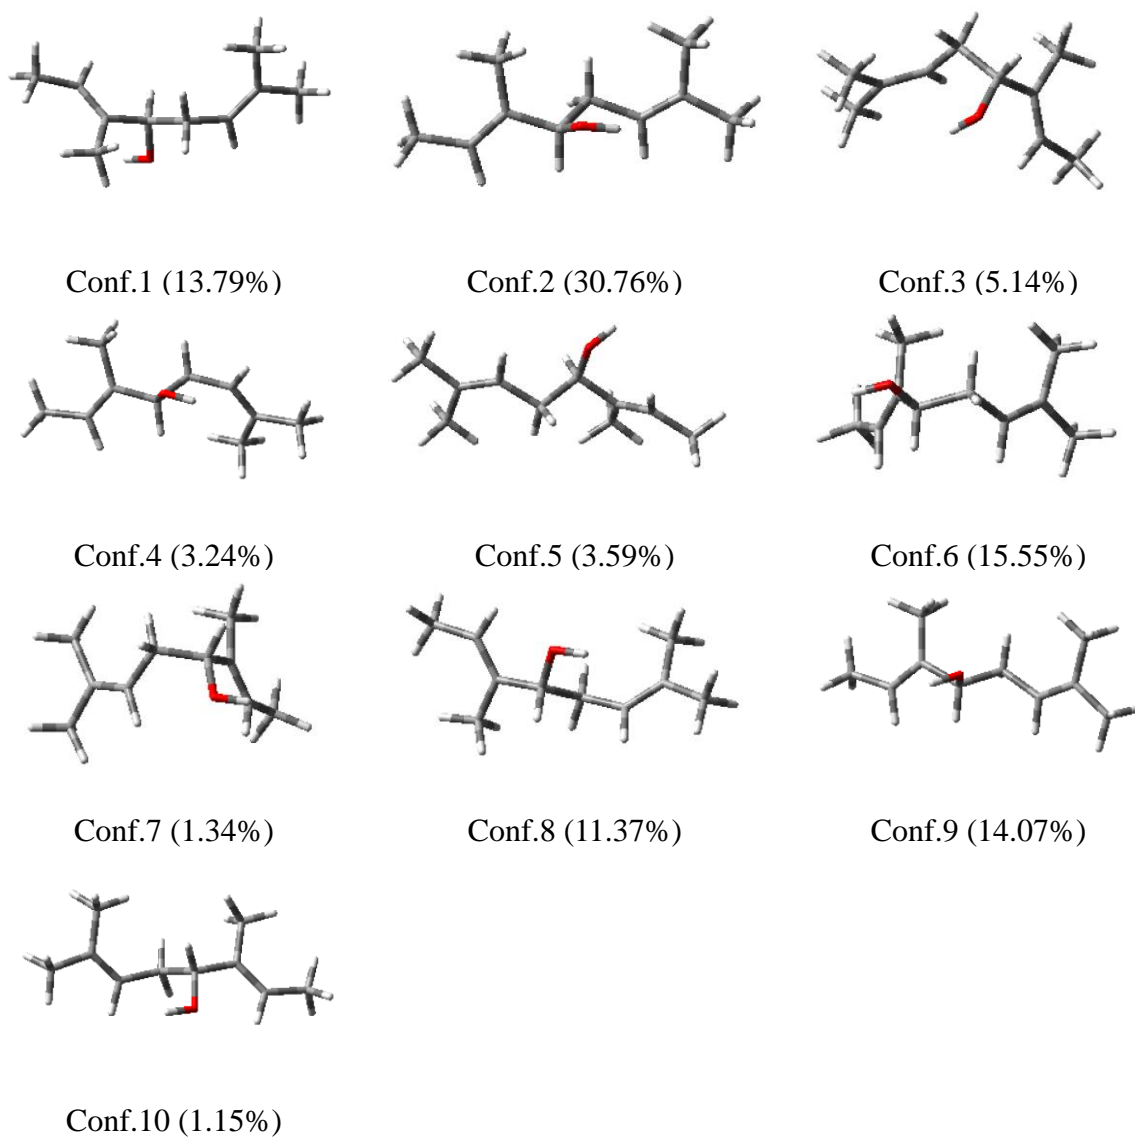 Conf.1 (13.79%) Conf.2 (30.76%) Conf.3 (5.14%)
Conf.4 (3.24%) Conf.5 (3.59%) Conf.6 (15.55%)
Conf.7 (1.34%) Conf.8 (11.37%) Conf.9 (14.07%)
Conf.10 (1.15%)